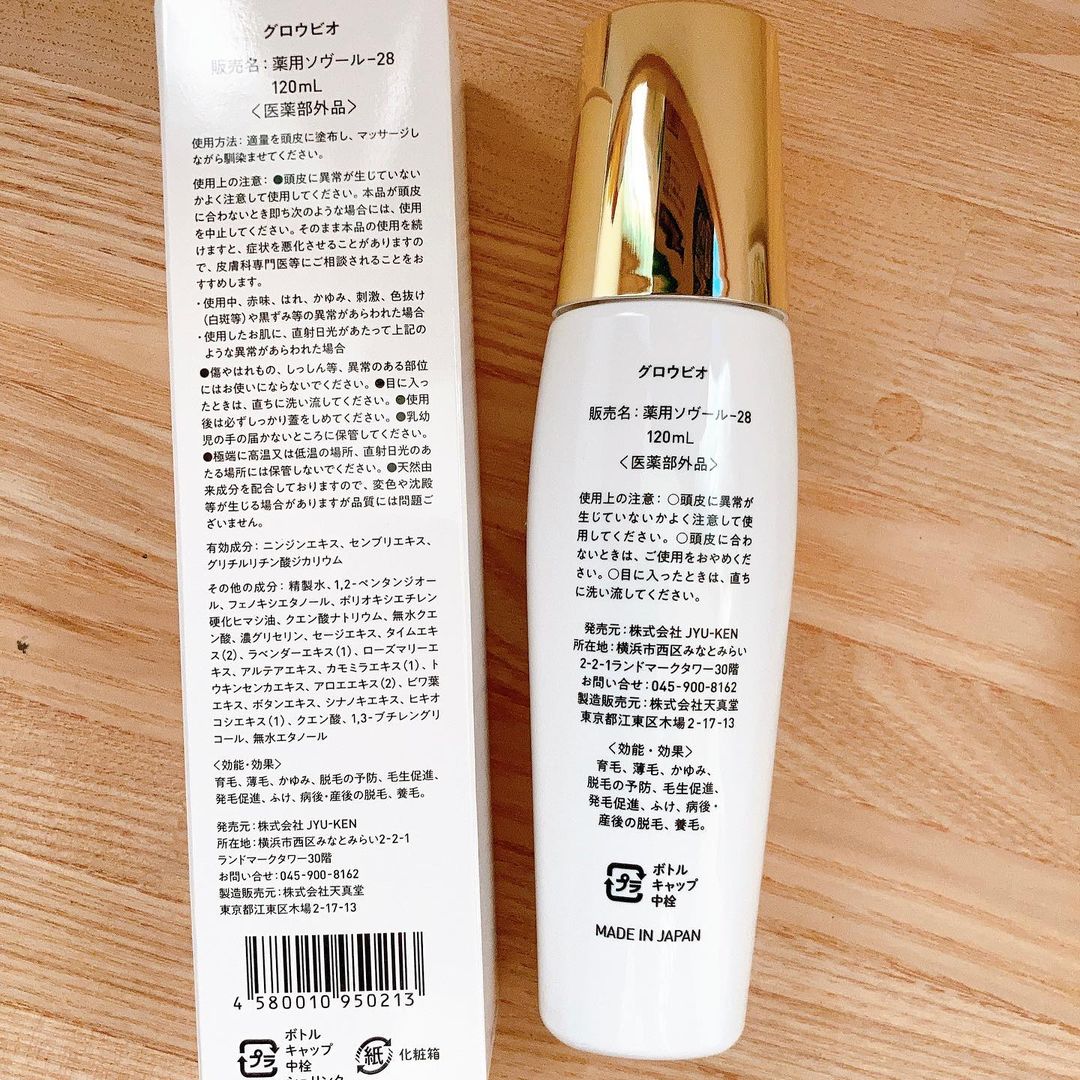 グロウビオ
販売名：薬用ソヴール-28
120mL
＜医薬部外品＞
使用方法：適量を頭皮に塗布し、マッサージし
ながら馴染ませてください。
使用上の注意：●頭皮に異常が生じていない
かよく注意して使用してください。本品が頭皮
に合わないとき即ち次のような場合には、使用
を中止してください。そのまま本品の使用を続
けますと、症状を悪化させることがありますの
で、皮膚科専門医等にご相談されることをお
すすめします。
・使用中、赤味、はれ、かゆみ、刺激、色抜け
(白斑等)や黒ずみ等の異常があらわれた場合
・使用したお肌に、直射日光があたって上記の
ような異常があらわれた場合
●傷やはれもの、しっしん等、異常のある部位
にはお使いにならないでください。●目に入っ
たときは、直ちに洗い流してください。●使用
後は必ずしっかり蓋をしめてください。●乳幼
児の手の届かないところに保管してください。
●極端に高温又は低温の場所、直射日光のあ
たる場所には保管しないでください。●天然由
来成分を配合しておりますので、変色や沈殿
等が生じる場合がありますが品質には問題ご
ざいません。
有効成分：ニンジンエキス、センブリエキス、
グリチルリチン酸ジカリウム
その他の成分：精製水、1,2-ペンタンジオー
ル、フェノキシエタノール、ポリオキシエチレン
硬化ヒマシ油、クエン酸ナトリウム、無水クエ
ン酸、濃グリセリン、セージエキス、タイムエキ
ス(2)、ラベンダーエキス(1)、ローズマリーエ
キス、アルテアエキス、カモミラエキス(1)、ト
ウキンセンカエキス、アロエエキス(2)、ビワ葉
エキス、ボタンエキス、シナノキエキス、ヒキオ
コシエキス(1)、クエン酸、1,3-ブチレングリ
コール、無水エタノール
＜効能・効果＞
育毛、薄毛、かゆみ、脱毛の予防、毛生促進、
発毛促進、ふけ、病後・産後の脱毛、養毛。
発売元：株式会社 JYU-KEN
所在地：横浜市西区みなとみらい2-2-1
ランドマークタワー30階
お問い合せ：045-900-8162
製造販売元：株式会社天真堂
東京都江東区木場2-17-13
4 580010 950213
プラ
ボトル
キャップ
中栓
シュリンク
紙
化粧箱
グロウビオ
販売名：薬用ソヴール-28
120mL
＜医薬部外品＞
使用上の注意：○頭皮に異常が
生じていないかよく注意して使
用してください。○頭皮に合わ
ないときは、ご使用をおやめくだ
さい。○目に入ったときは、直ち
に洗い流してください。
発売元：株式会社 JYU-KEN
所在地：横浜市西区みなとみらい
2-2-1ランドマークタワー30階
お問い合せ：045-900-8162
製造販売元：株式会社天真堂
東京都江東区木場2-17-13
＜効能・効果＞
育毛、薄毛、かゆみ、
脱毛の予防、毛生促進、
発毛促進、ふけ、病後・
産後の脱毛、養毛。
プラ
ボトル
キャップ
中栓
MADE IN JAPAN